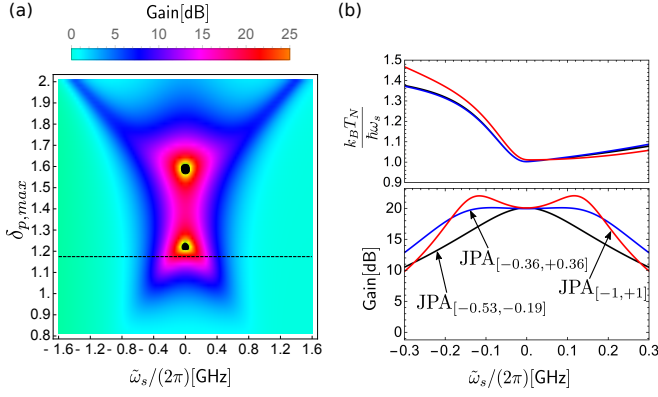 (a)
Gain[dB]
0 5 10 15 20 25
δp,max
2.
1.9
1.8
1.7
1.6
1.5
1.4
1.3
1.2
1.1
1.
0.9
0.8
-1.6 -1.2 -0.8 -0.4 0. 0.4 0.8 1.2 1.6
ω̃s/(2π)[GHz]
(b)
kBTN
ħωs
1.5
1.4
1.3
1.2
1.1
1.0
0.9
Gain[dB]
20
15
10
5
0
JPA[−0.36,+0.36]
JPA[−1,+1]
JPA[−0.53,−0.19]
-0.3 -0.2 -0.1 0.0 0.1 0.2 0.3
ω̃s/(2π)[GHz]